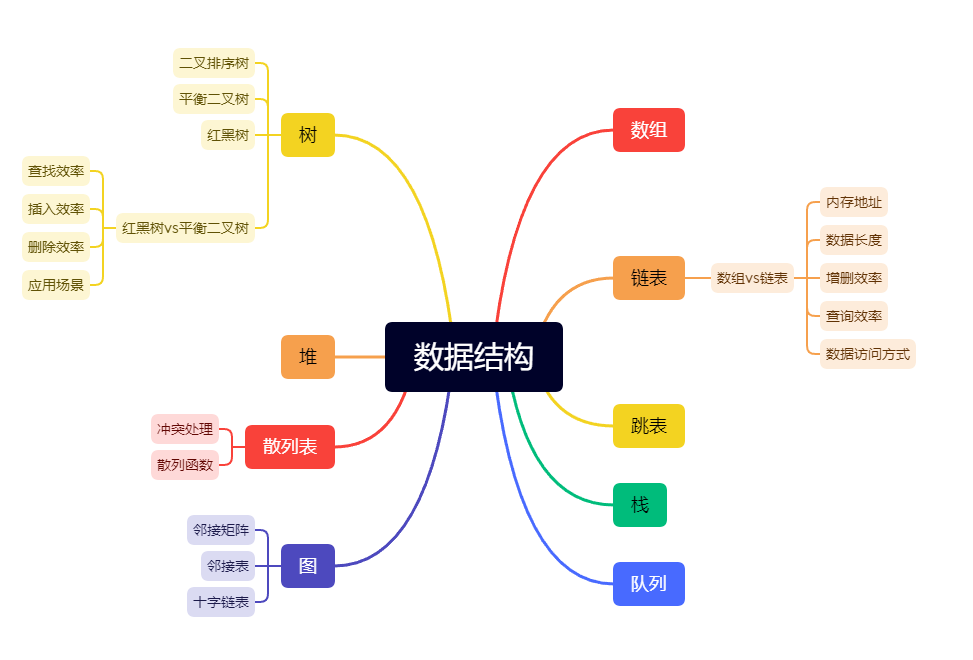 数据结构
数组
链表
数组vs链表
内存地址
数据长度
增删效率
查询效率
数据访问方式
跳表
栈
队列
树
二叉排序树
平衡二叉树
红黑树
红黑树vs平衡二叉树
查找效率
插入效率
删除效率
应用场景
堆
散列表
冲突处理
散列函数
图
邻接矩阵
邻接表
十字链表